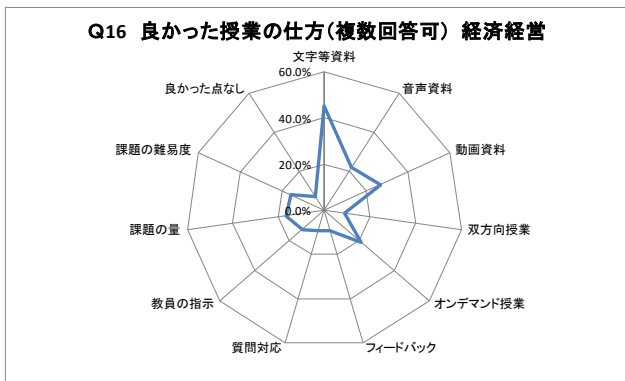 Q16 良かった授業の仕方(複数回答可) 経済経営
文字等資料
60.0%
良かった点なし
音声資料
40.0%
課題の難易度
動画資料
20.0%
0.0%
課題の量
双方向授業
教員の指示
オンデマンド授業
質問対応
フィードバック